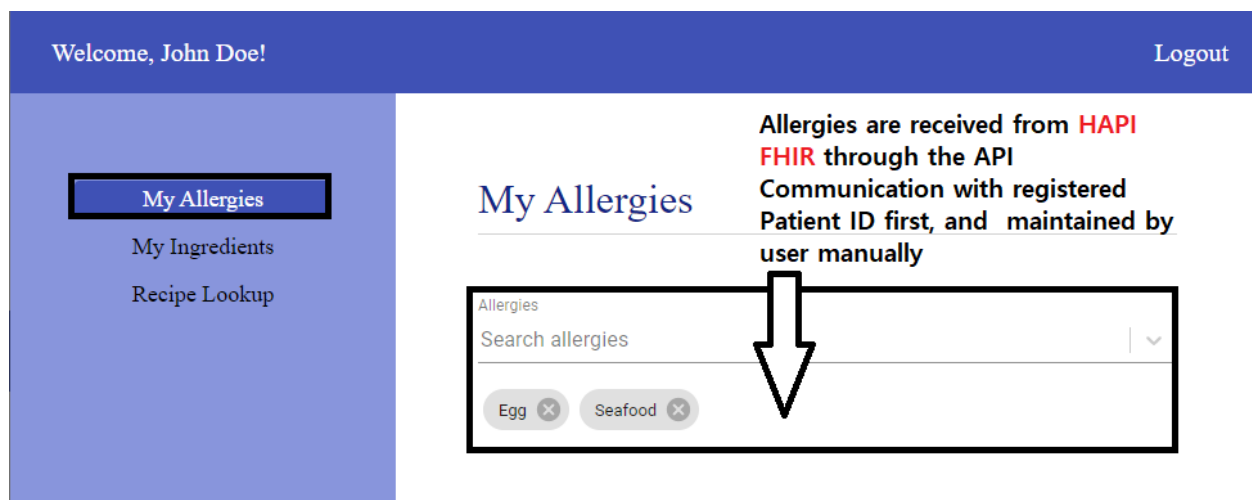 Welcome, John Doe!
Logout
My Allergies
My Ingredients
Recipe Lookup
My Allergies
Allergies are received from HAPI
FHIR through the API
Communication with registered
Patient ID first, and maintained by
user manually
Allergies
Search allergies
Egg
Seafood